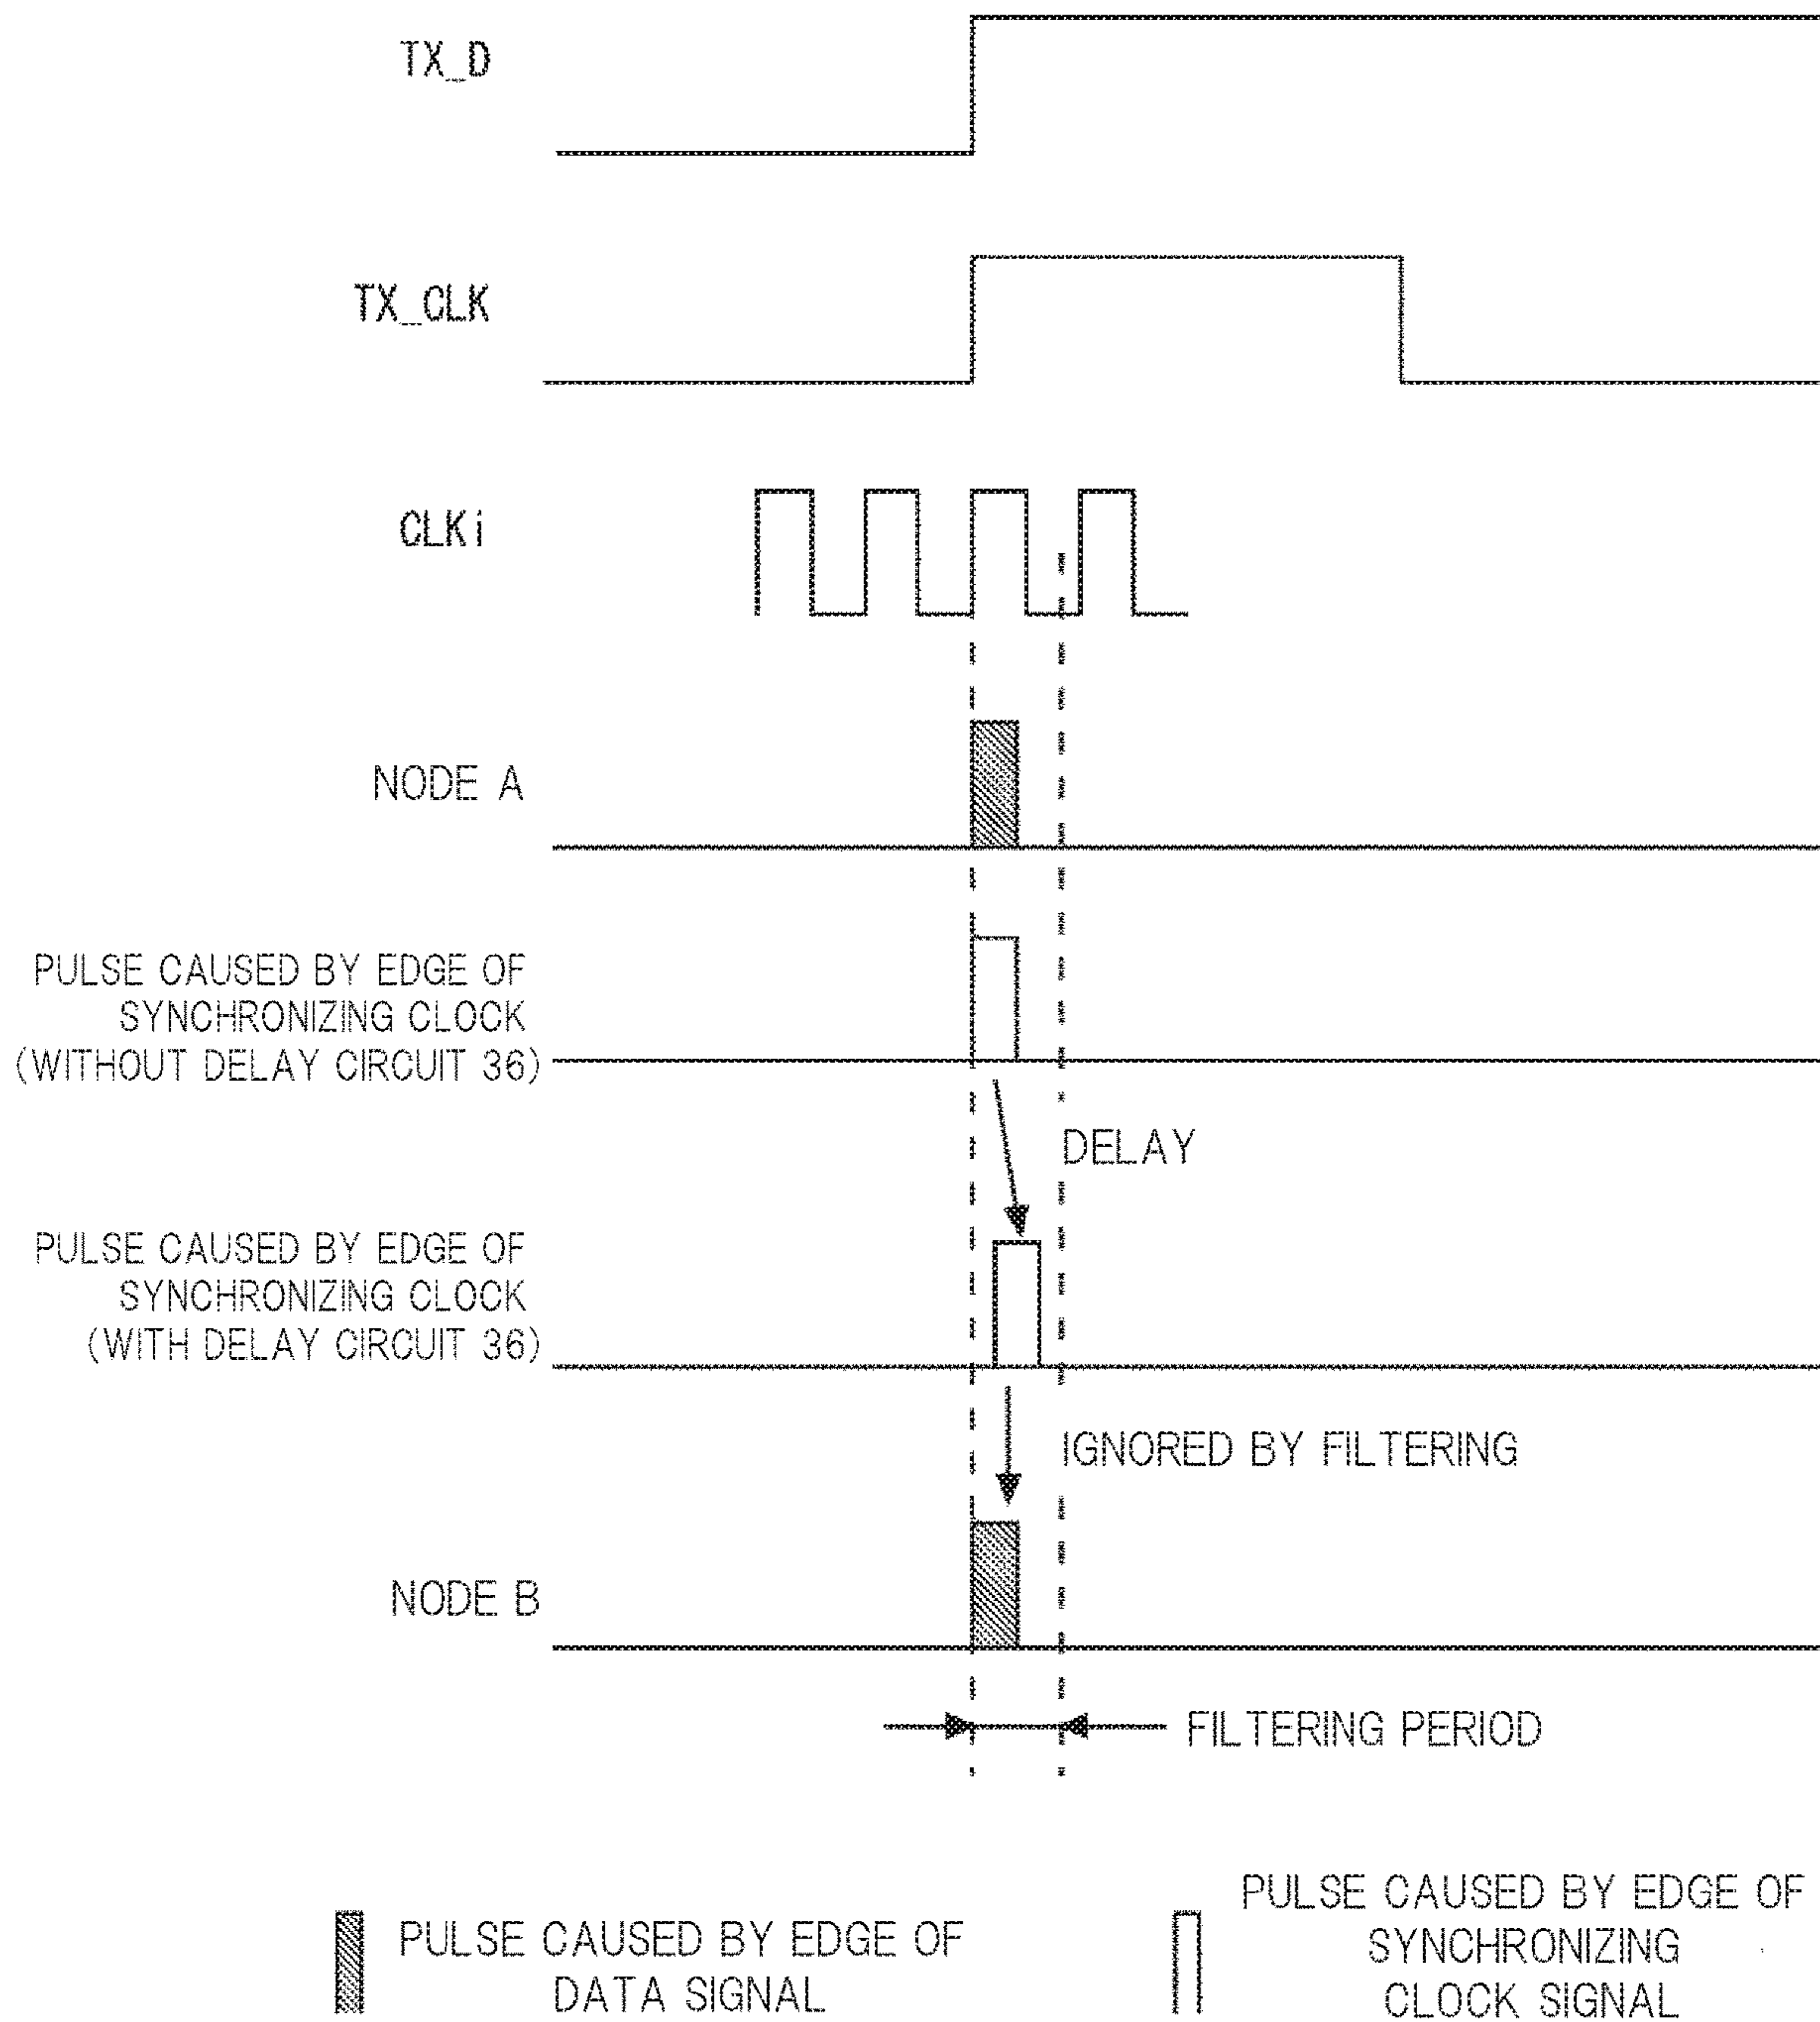 TX_D
TX_CLK
CLKi
NODE A
PULSE CAUSED BY EDGE OF
SYNCHRONIZING CLOCK
(WITHOUT DELAY CIRCUIT 36)
DELAY
PULSE CAUSED BY EDGE OF
SYNCHRONIZING CLOCK
(WITH DELAY CIRCUIT 36)
IGNORED BY FILTERING
NODE B
FILTERING PERIOD
PULSE CAUSED BY EDGE OF
DATA SIGNAL
PULSE CAUSED BY EDGE OF
SYNCHRONIZING
CLOCK SIGNAL